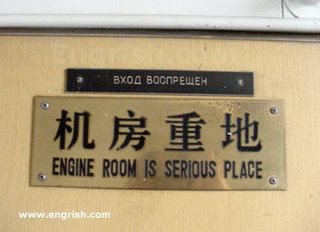 ВХОД ВОСПРЕЩЕН
机房重地
ENGINE ROOM IS SERIOUS PLACE
www.engrish.com